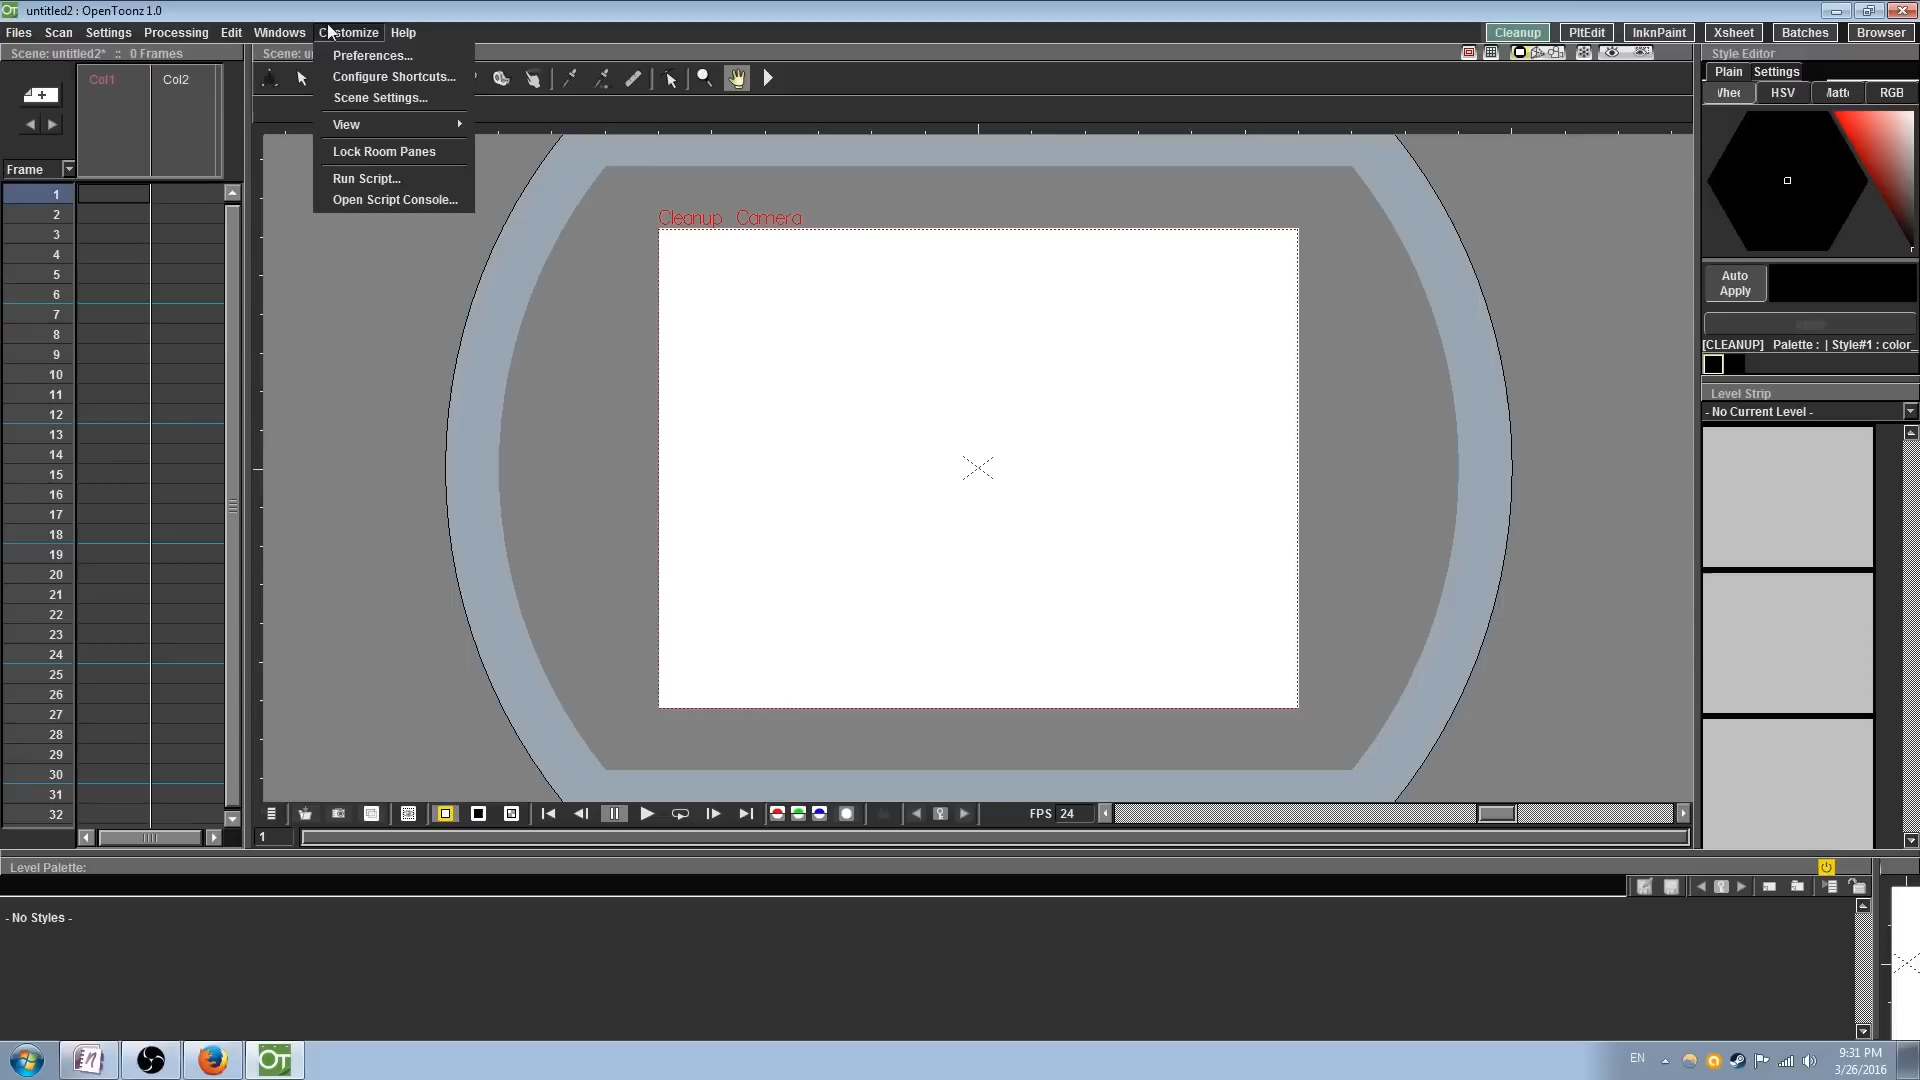 untitled2 : OpenToonz 1.0
Files Scan Settings Processing Edit Windows Customize Help
Cleanup PltEdit InknPaint Xsheet Batches Browser
Scene: untitled2* :: 0 Frames
Scene: u
Style Editor
Preferences...
Configure Shortcuts...
Scene Settings...
View
Lock Room Panes
Run Script...
Open Script Console...
Col1 Col2
Plain Settings
HSV RGB
Frame
1
2
3
4
5
6
7
8
9
10
11
12
13
14
15
16
17
18
19
20
21
22
23
24
25
26
27
28
29
30
31
32
Cleanup Camera
Auto
Apply
[CLEANUP] Palette : | Style#1 : color_
Level Strip
- No Current Level -
FPS 24
1
Level Palette:
- No Styles -
EN
9:31 PM
3/26/2016